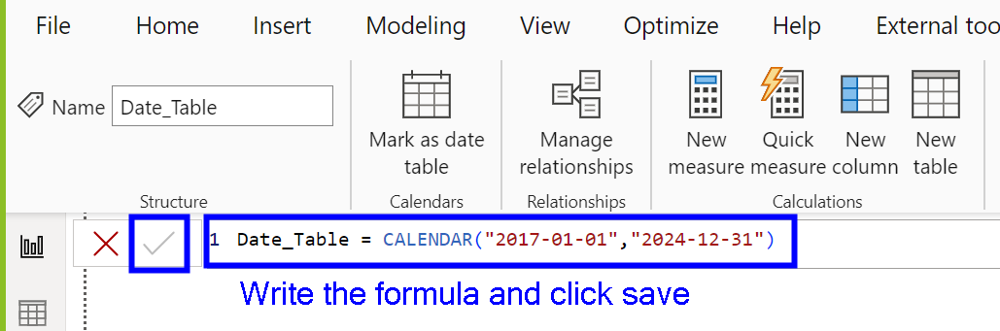 File Home Insert Modeling View Optimize Help External too
Name Date_Table
Mark as date table
Manage relationships
New measure
Quick measure
New column
New table
Structure Calendars Relationships Calculations
1 Date_Table = CALENDAR("2017-01-01","2024-12-31")
Write the formula and click save